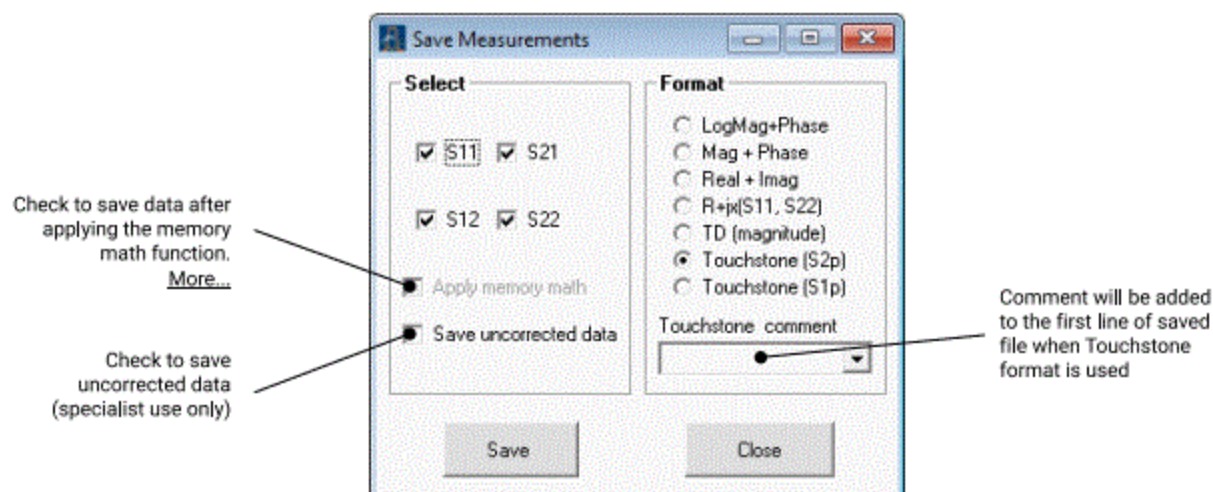 Save Measurements
Select
S11 S21
S12 S22
Apply memory math
Save uncorrected data
Format
LogMag+Phase
Mag + Phase
Real + Imag
R+jx(S11, S22)
TD (magnitude)
Touchstone (S2p)
Touchstone (S1p)
Touchstone comment
Save
Close
Check to save data after
applying the memory
math function.
More...
Check to save
uncorrected data
(specialist use only)
Comment will be added
to the first line of saved
file when Touchstone
format is used